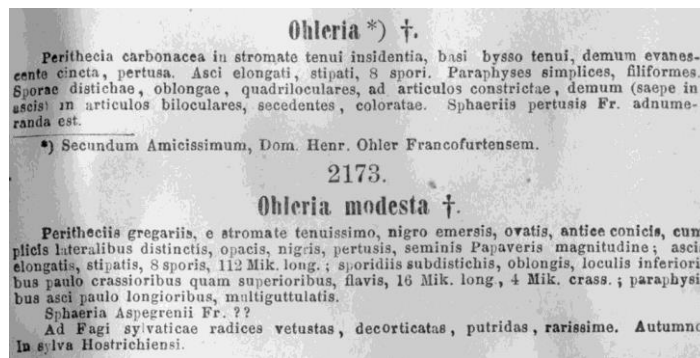 Ohleria *) †.
Perithecia carbonacea in stromate tenui insidentia, basi bysso tenui, demum evanes-
cente cincta, pertusa. Asci elongati, stipati, 8 spori. Paraphyses simplices, filiformes.
Sporae distichae, oblongae, quadriloculares, ad articulos constrictae, demum (saepe in
ascis) in articulos biloculares, secedentes, coloratae. Sphaeriis pertusis Fr. adnume-
randa est.
*) Secundum Amicissimum, Dom. Henr. Ohler Francofurtensem.
2173.
Ohleria modesta †.
Peritheciis gregariis, e stromate tenuissimo, nigro emersis, ovatis, antice conicis, cum
plicis lateralibus distinctis, opacis, nigris, pertusis, seminis Papaveris magnitudine; asci
elongatis, stipatis, 8 sporis, 112 Mik. long.; sporidiis subdistichis, oblongis, loculis inferiori
bus paulo crassioribus quam superioribus, flavis, 16 Mik. long., 4 Mik. crass.; paraphysi
bus asci paulo longioribus, multiguttulatis.
Sphaeria Aspegrenii Fr. ??
Ad Fagi sylvaticae radices vetustas, decorticatas, putridas, rarissime. Autumno
In sylva Hostrichiensi.